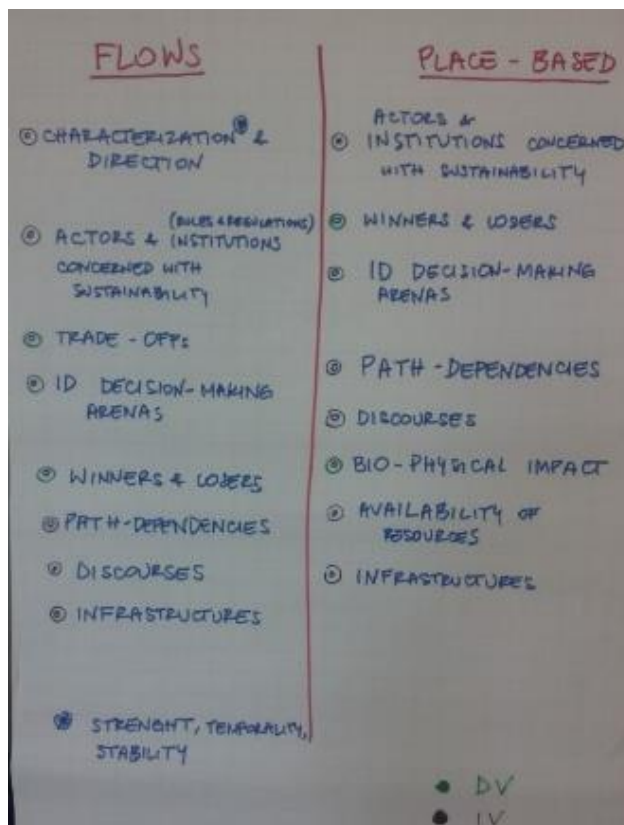 FLOWS
CHARACTERIZATION &
DIRECTION
(RULES & REGULATIONS)
ACTORS & INSTITUTIONS
CONCERNED WITH
SUSTAINABILITY
TRADE - OFFS
ID DECISION-MAKING
ARENAS
WINNERS & LOSERS
PATH-DEPENDENCIES
DISCOURSES
INFRASTRUCTURES
STRENGHT, TEMPORALITY,
STABILITY
PLACE - BASED
ACTORS &
INSTITUTIONS CONCERNED
WITH SUSTAINABILITY
WINNERS & LOSERS
ID DECISION-MAKING
ARENAS
PATH-DEPENDENCIES
DISCOURSES
BIO-PHYSICAL IMPACT
AVAILABILITY OF
RESOURCES
INFRASTRUCTURES
DV
IV